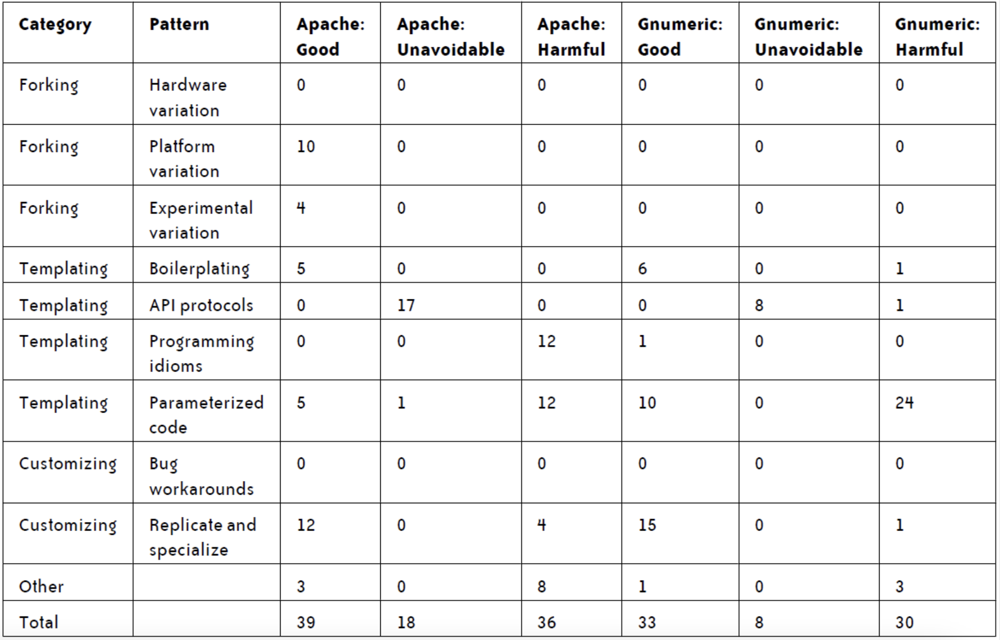 Category Pattern Apache: Apache: Apache: Gnumeric: Gnumeric: Gnumeric:
Good Unavoidable Harmful Good Unavoidable Harmful
Forking Hardware 0 0 0 0 0 0
variation
Forking Platform 10 0 0 0 0 0
variation
Forking Experimental 4 0 0 0 0 0
variation
Templating Boilerplating 5 0 0 6 0 1
Templating API protocols 0 17 0 0 8 1
Templating Programming 0 0 12 1 0 0
idioms
Templating Parameterized 5 1 12 10 0 24
code
Customizing Bug 0 0 0 0 0 0
workarounds
Customizing Replicate and 12 0 4 15 0 1
specialize
Other 3 0 8 1 0 3
Total 39 18 36 33 8 30